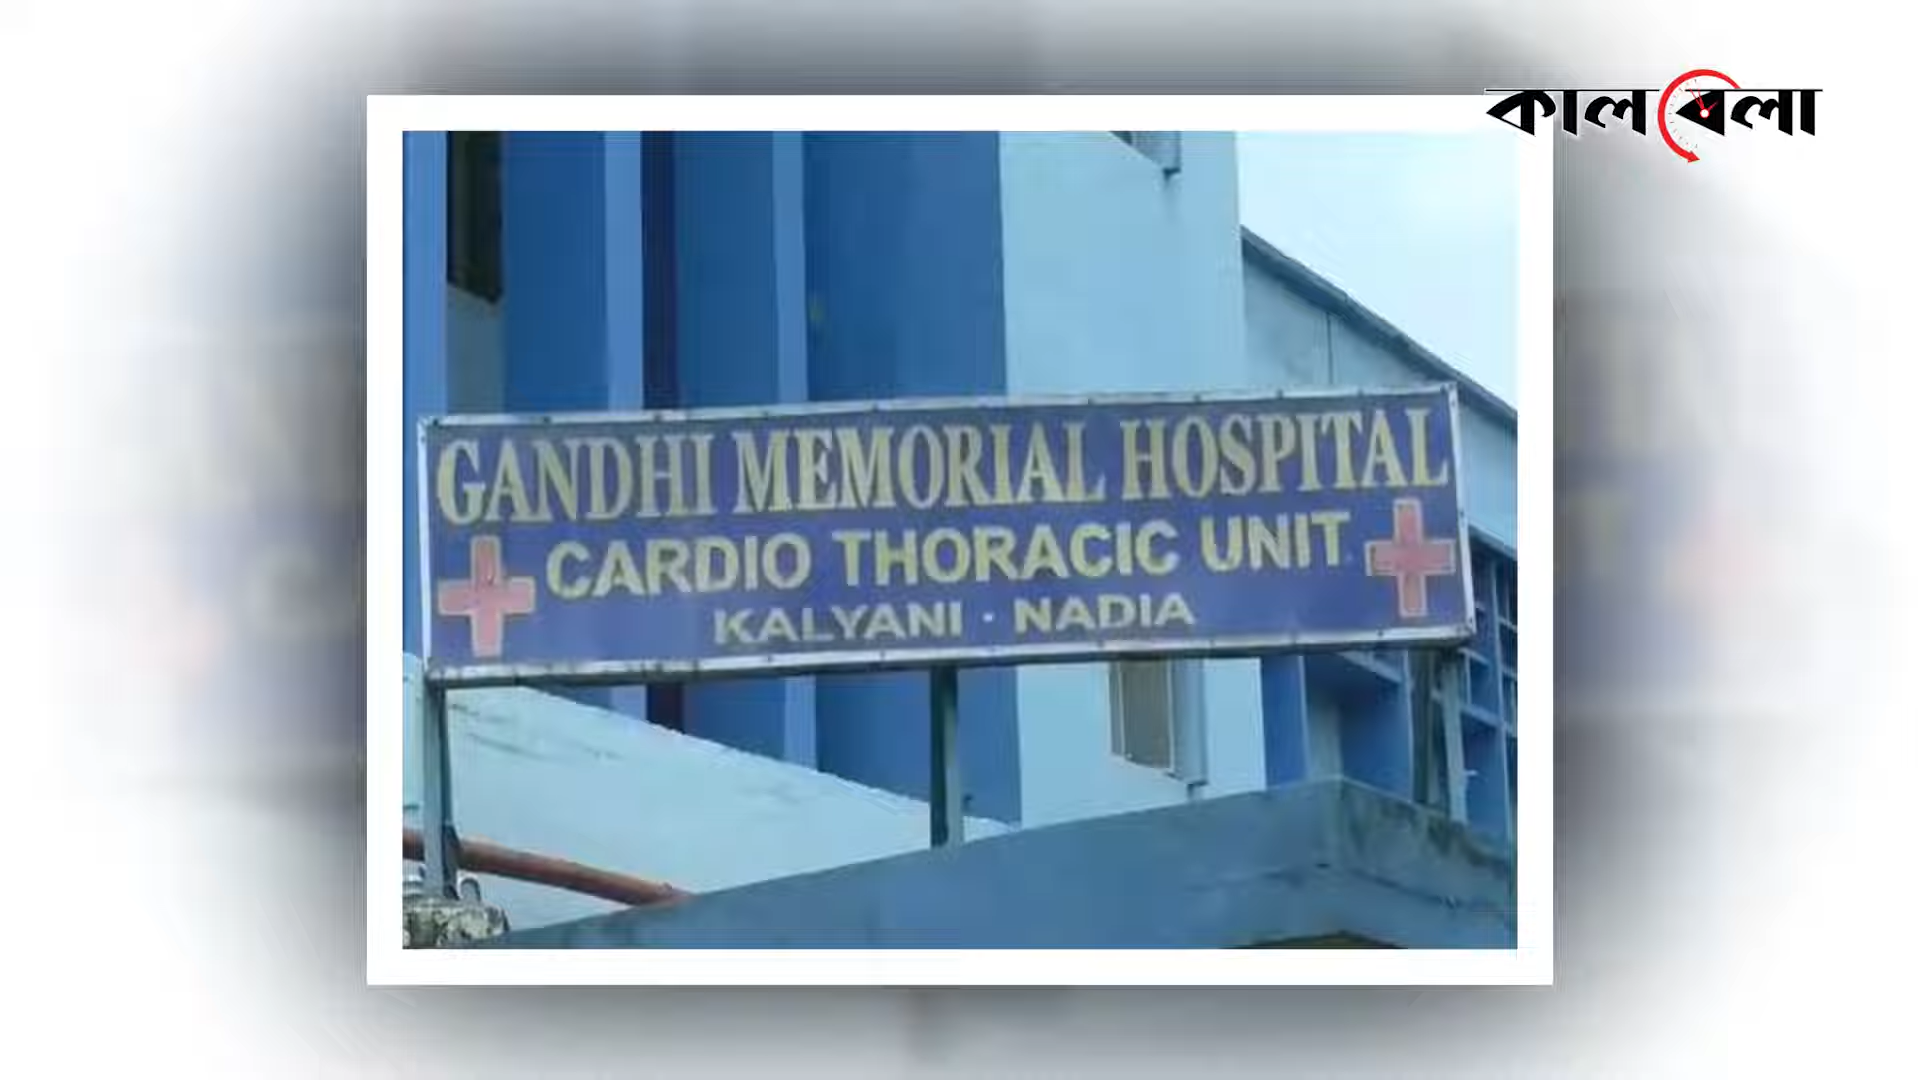 কালবেলা
GANDHI MEMORIAL HOSPITAL
CARDIO THORACIC UNIT
KALYANI · NADIA